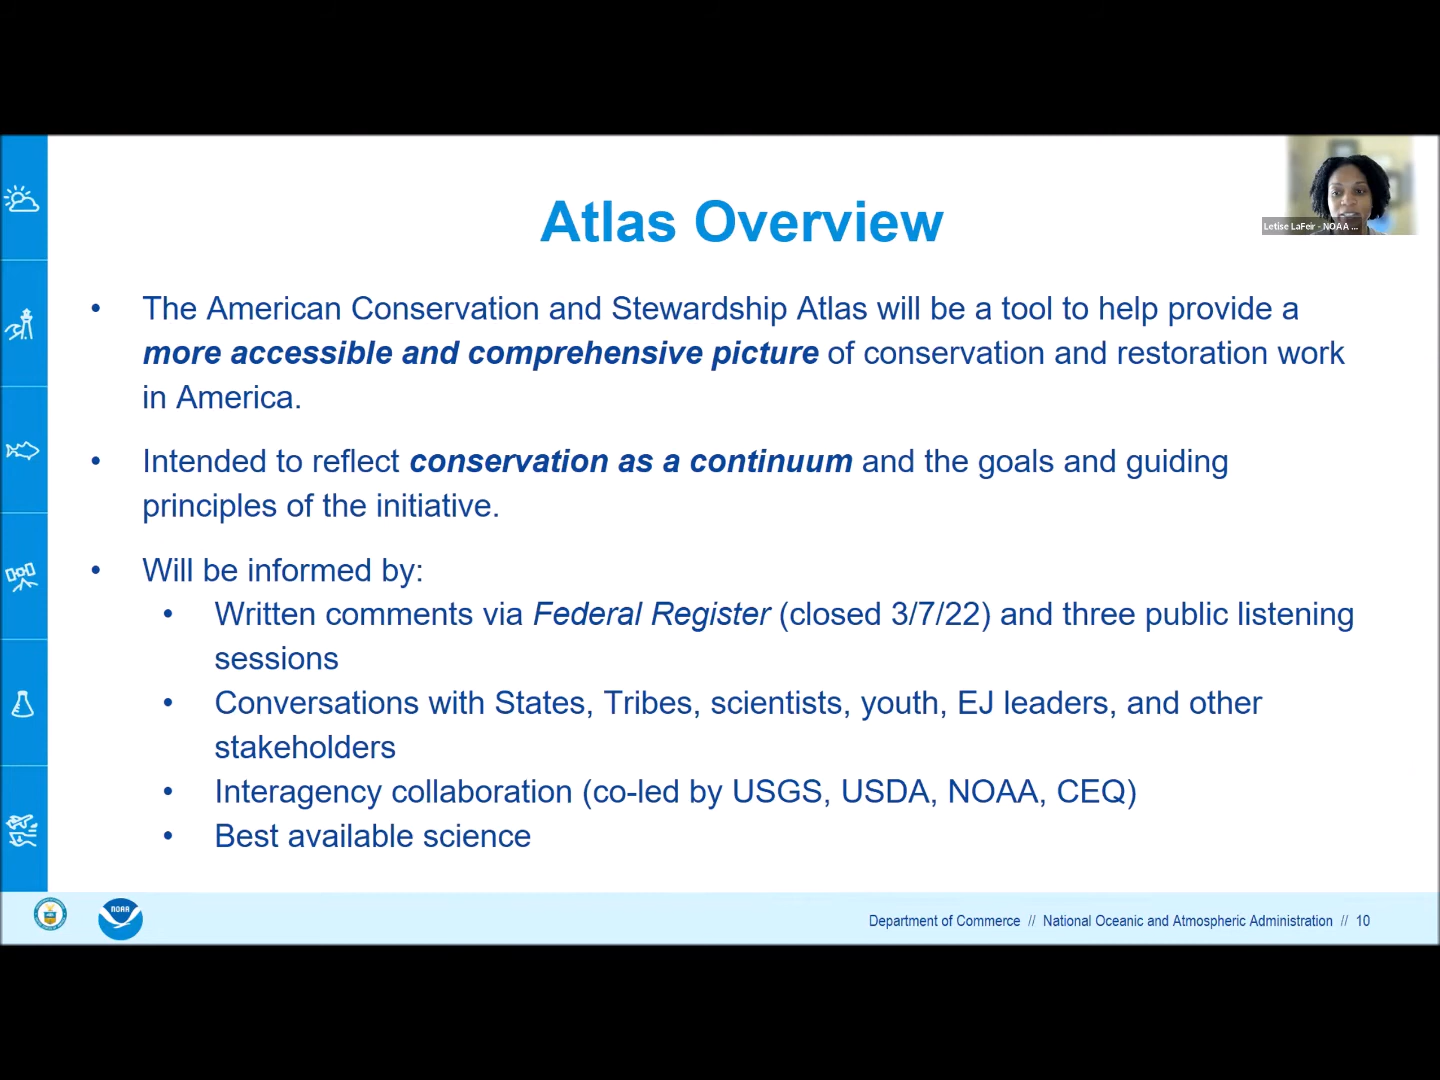 Atlas Overview
Letise LaFeir - NOAA ...
• The American Conservation and Stewardship Atlas will be a tool to help provide a
more accessible and comprehensive picture of conservation and restoration work
in America.
• Intended to reflect conservation as a continuum and the goals and guiding
principles of the initiative.
• Will be informed by:
• Written comments via Federal Register (closed 3/7/22) and three public listening
sessions
• Conversations with States, Tribes, scientists, youth, EJ leaders, and other
stakeholders
• Interagency collaboration (co-led by USGS, USDA, NOAA, CEQ)
• Best available science
NOAA
Department of Commerce // National Oceanic and Atmospheric Administration // 10